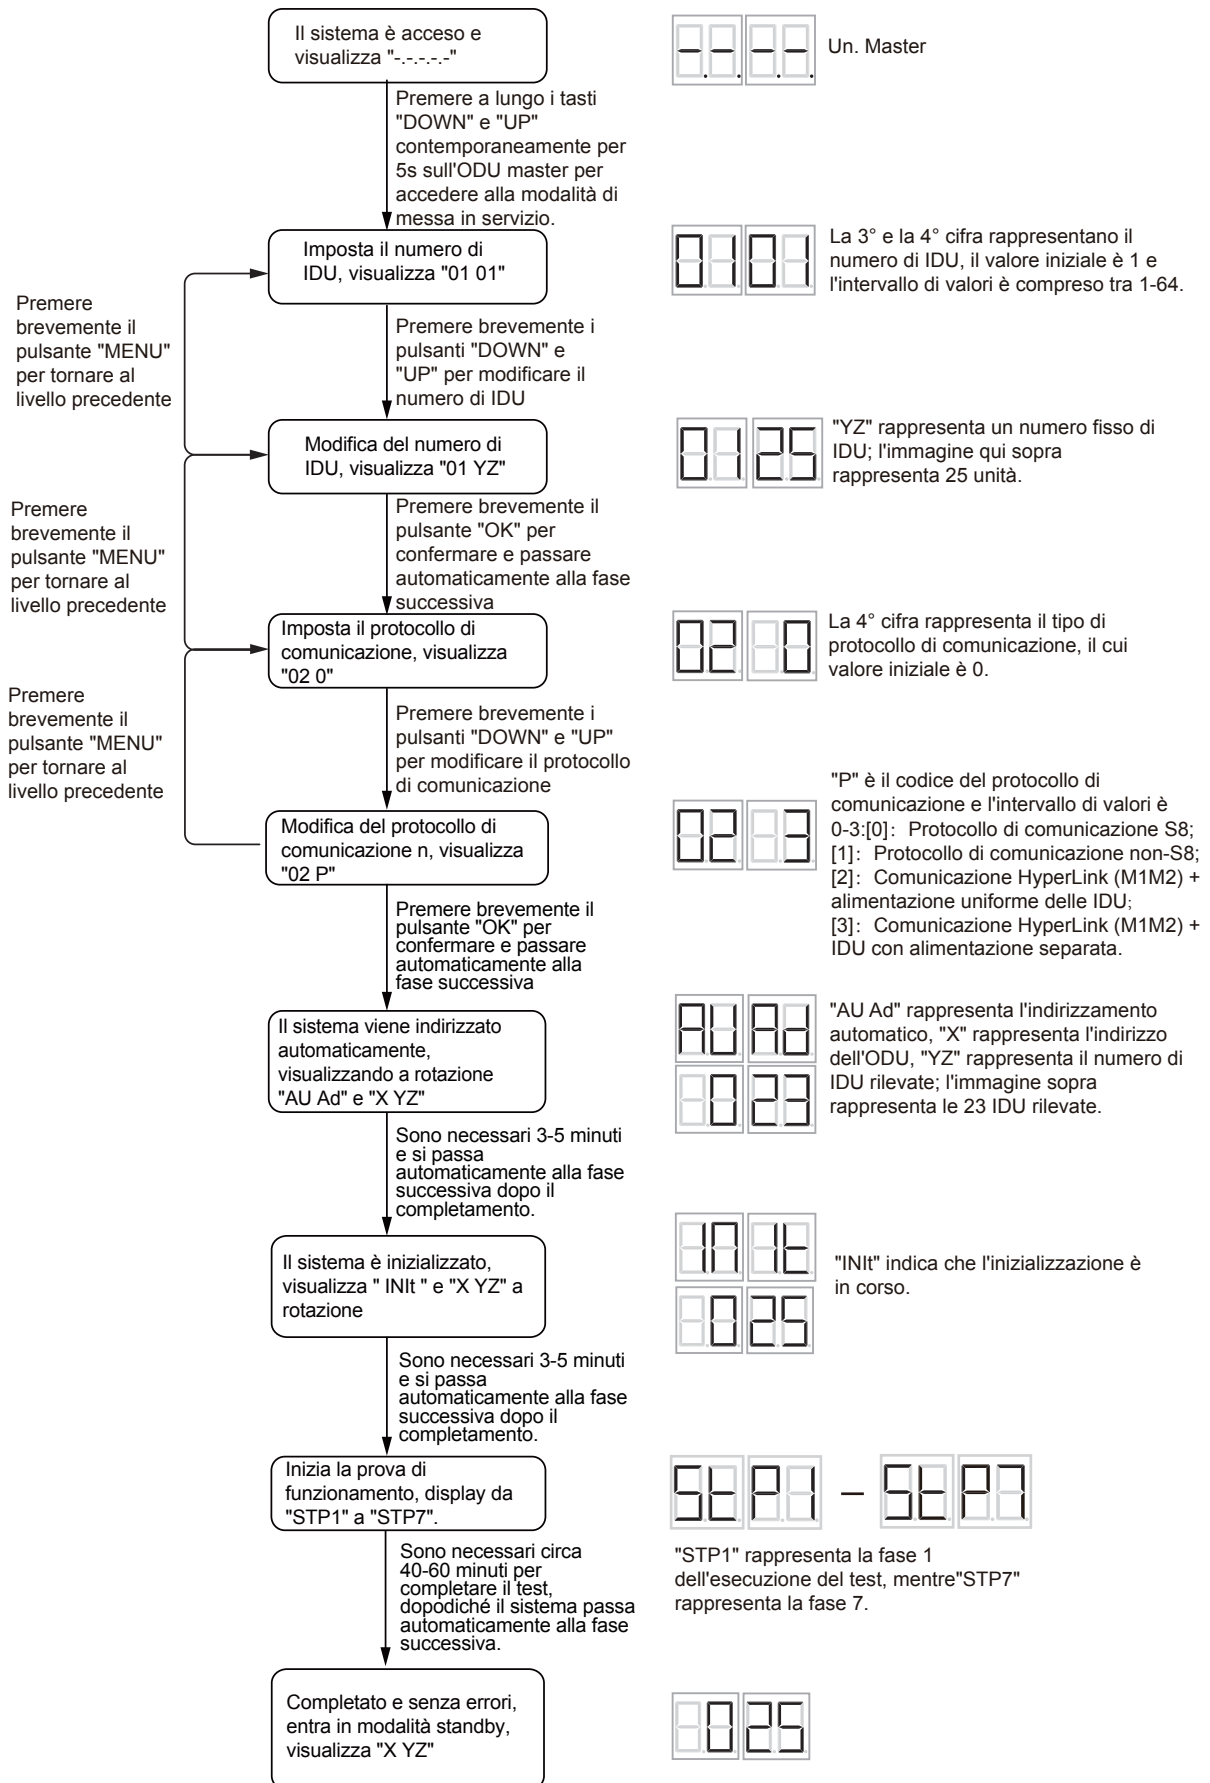 Il sistema è acceso e
visualizza "-.-.-.-.-"
-.-.-.-.
Un. Master
Premere a lungo i tasti
"DOWN" e "UP"
contemporaneamente per
5s sull'ODU master per
accedere alla modalità di
messa in servizio.
Imposta il numero di
IDU, visualizza "01 01"
0101
La 3° e la 4° cifra rappresentano il
numero di IDU, il valore iniziale è 1 e
l'intervallo di valori è compreso tra 1-64.
Premere
brevemente il
pulsante "MENU"
per tornare al
livello precedente
Premere brevemente i
pulsanti "DOWN" e
"UP" per modificare il
numero di IDU
Modifica del numero di
IDU, visualizza "01 YZ"
0125
"YZ" rappresenta un numero fisso di
IDU; l'immagine qui sopra
rappresenta 25 unità.
Premere
brevemente il
pulsante "MENU"
per tornare al
livello precedente
Premere brevemente il
pulsante "OK" per
confermare e passare
automaticamente alla fase
successiva
Imposta il protocollo di
comunicazione, visualizza
"02 0"
02 0
La 4° cifra rappresenta il tipo di
protocollo di comunicazione, il cui
valore iniziale è 0.
Premere
brevemente il
pulsante "MENU"
per tornare al
livello precedente
Premere brevemente i
pulsanti "DOWN" e "UP"
per modificare il protocollo
di comunicazione
Modifica del protocollo di
comunicazione n, visualizza
"02 P"
02 3
"P" è il codice del protocollo di
comunicazione e l'intervallo di valori è
0-3:[0]: Protocollo di comunicazione S8;
[1]: Protocollo di comunicazione non-S8;
[2]: Comunicazione HyperLink (M1M2) +
alimentazione uniforme delle IDU;
[3]: Comunicazione HyperLink (M1M2) +
IDU con alimentazione separata.
Premere brevemente il
pulsante "OK" per
confermare e passare
automaticamente alla
fase successiva
Il sistema viene indirizzato
automaticamente,
visualizzando a rotazione
"AU Ad" e "X YZ"
AU Ad
023
"AU Ad" rappresenta l'indirizzamento
automatico, "X" rappresenta l'indirizzo
dell'ODU, "YZ" rappresenta il numero di
IDU rilevate; l'immagine sopra
rappresenta le 23 IDU rilevate.
Sono necessari 3-5 minuti
e si passa
automaticamente alla fase
successiva dopo il
completamento.
Il sistema è inizializzato,
visualizza " INIt " e "X YZ" a
rotazione
INIt
025
"INIt" indica che l'inizializzazione è
in corso.
Sono necessari 3-5 minuti
e si passa
automaticamente alla fase
successiva dopo il
completamento.
Inizia la prova di
funzionamento, display da
"STP1" a "STP7".
StP1 – StP7
"STP1" rappresenta la fase 1
dell'esecuzione del test, mentre"STP7"
rappresenta la fase 7.
Sono necessari circa
40-60 minuti per
completare il test,
dopodiché il sistema passa
automaticamente alla fase
successiva.
Completato e senza errori,
entra in modalità standby,
visualizza "X YZ"
025